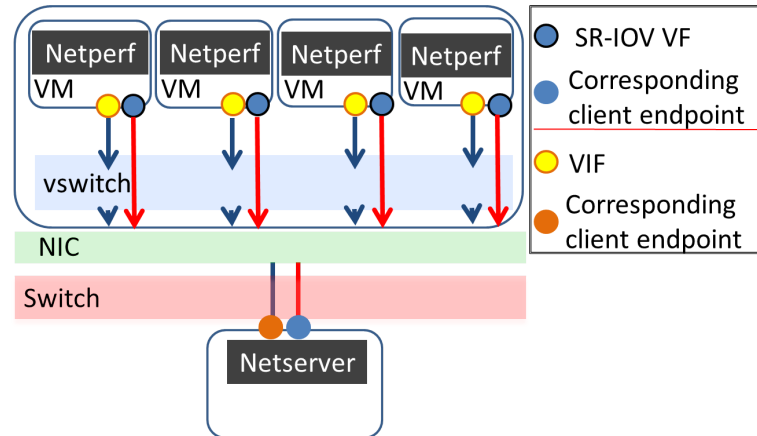 Netperf
Netperf
Netperf
Netperf
VM
VM
VM
VM
vswitch
NIC
Switch
Netserver
SR-IOV VF
Corresponding
client endpoint
VIF
Corresponding
client endpoint